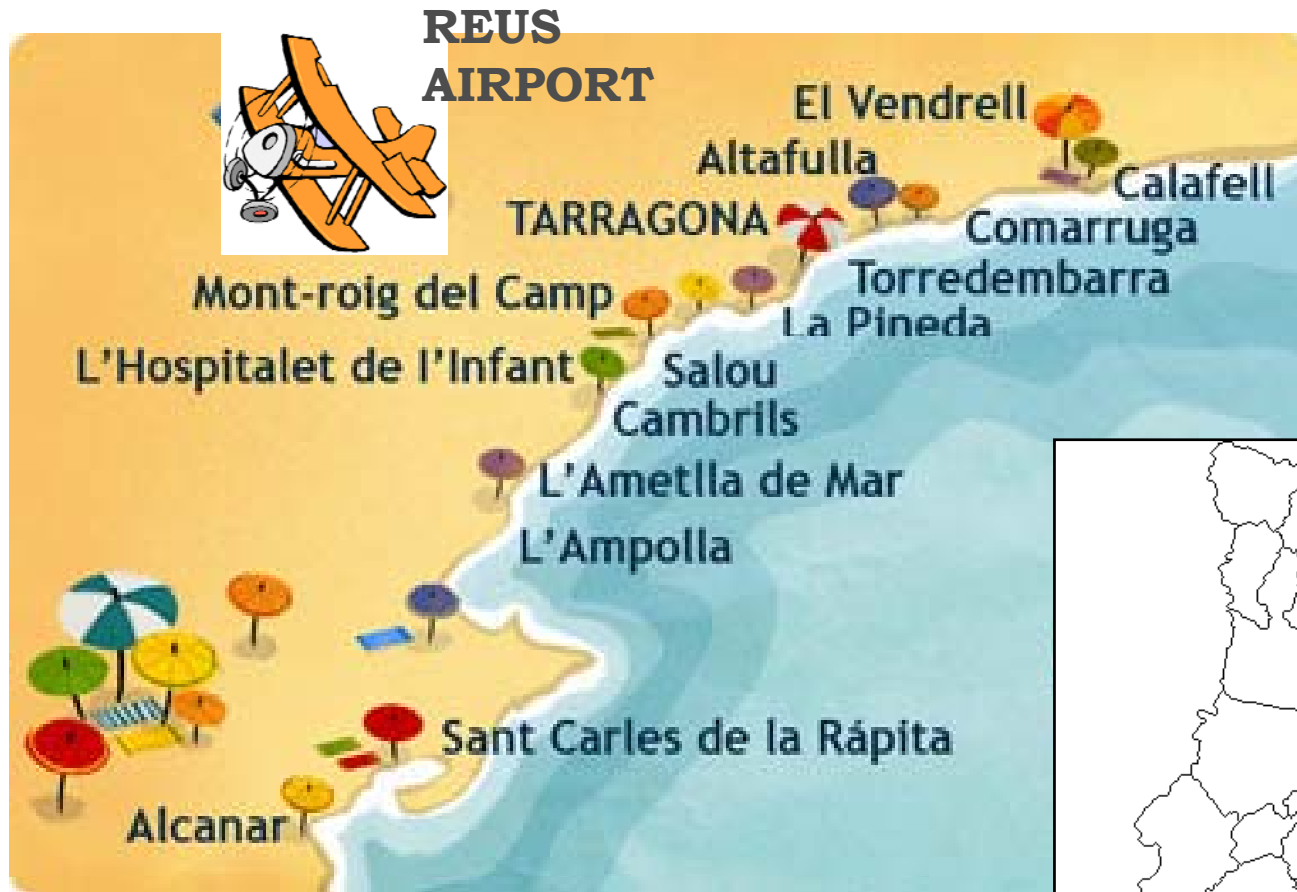 REUS
AIRPORT
El Vendrell
Altafulla
Calafell
TARRAGONA
Comarruga
Torredembarra
Mont-roig del Camp
La Pineda
L'Hospitalet de l'Infant
Salou
Cambrils
L'Ametlla de Mar
L'Ampolla
Sant Carles de la Rápita
Alcanar